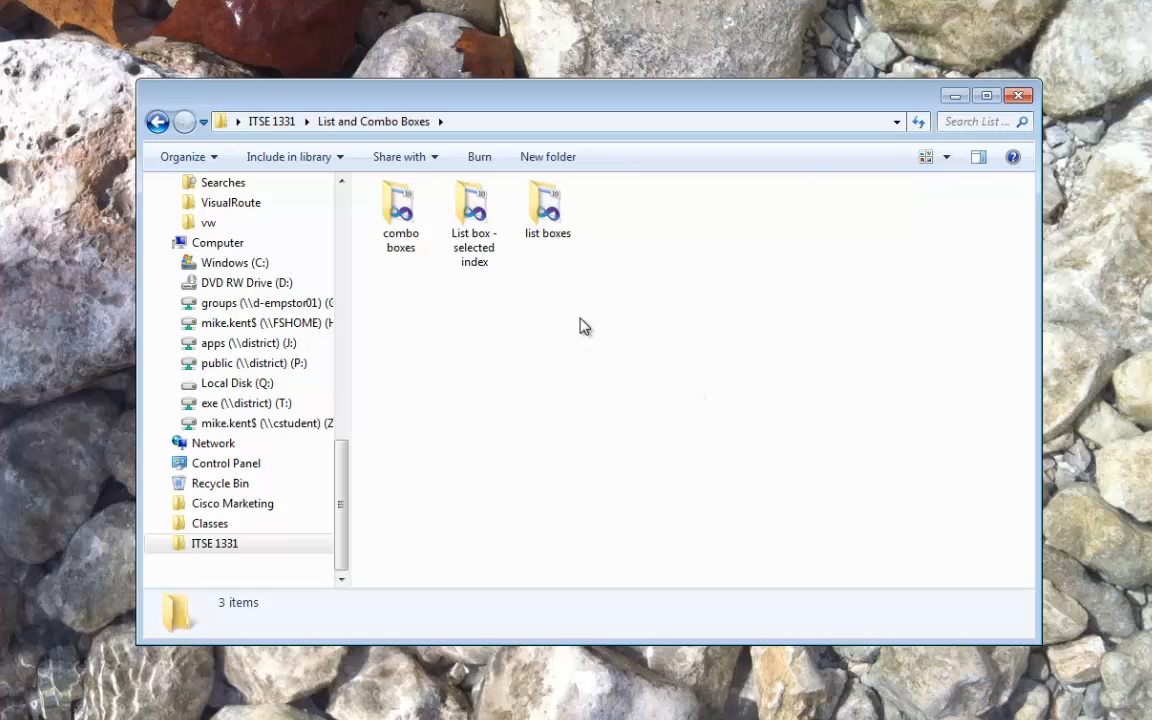 ITSE 1331 List and Combo Boxes
Search List ...
Organize Include in library Share with Burn New folder
Searches
VisualRoute
vw
Computer
Windows (C:)
DVD RW Drive (D:)
groups (\\d-empstor01) (G
mike.kent$ (\\FSHOME) (H
apps (\\district) (J:)
public (\\district) (P:)
Local Disk (Q:)
exe (\\district) (T:)
mike.kent$ (\\cstudent) (Z
Network
Control Panel
Recycle Bin
Cisco Marketing
Classes
ITSE 1331
combo
boxes
List box -
selected
index
list boxes
3 items